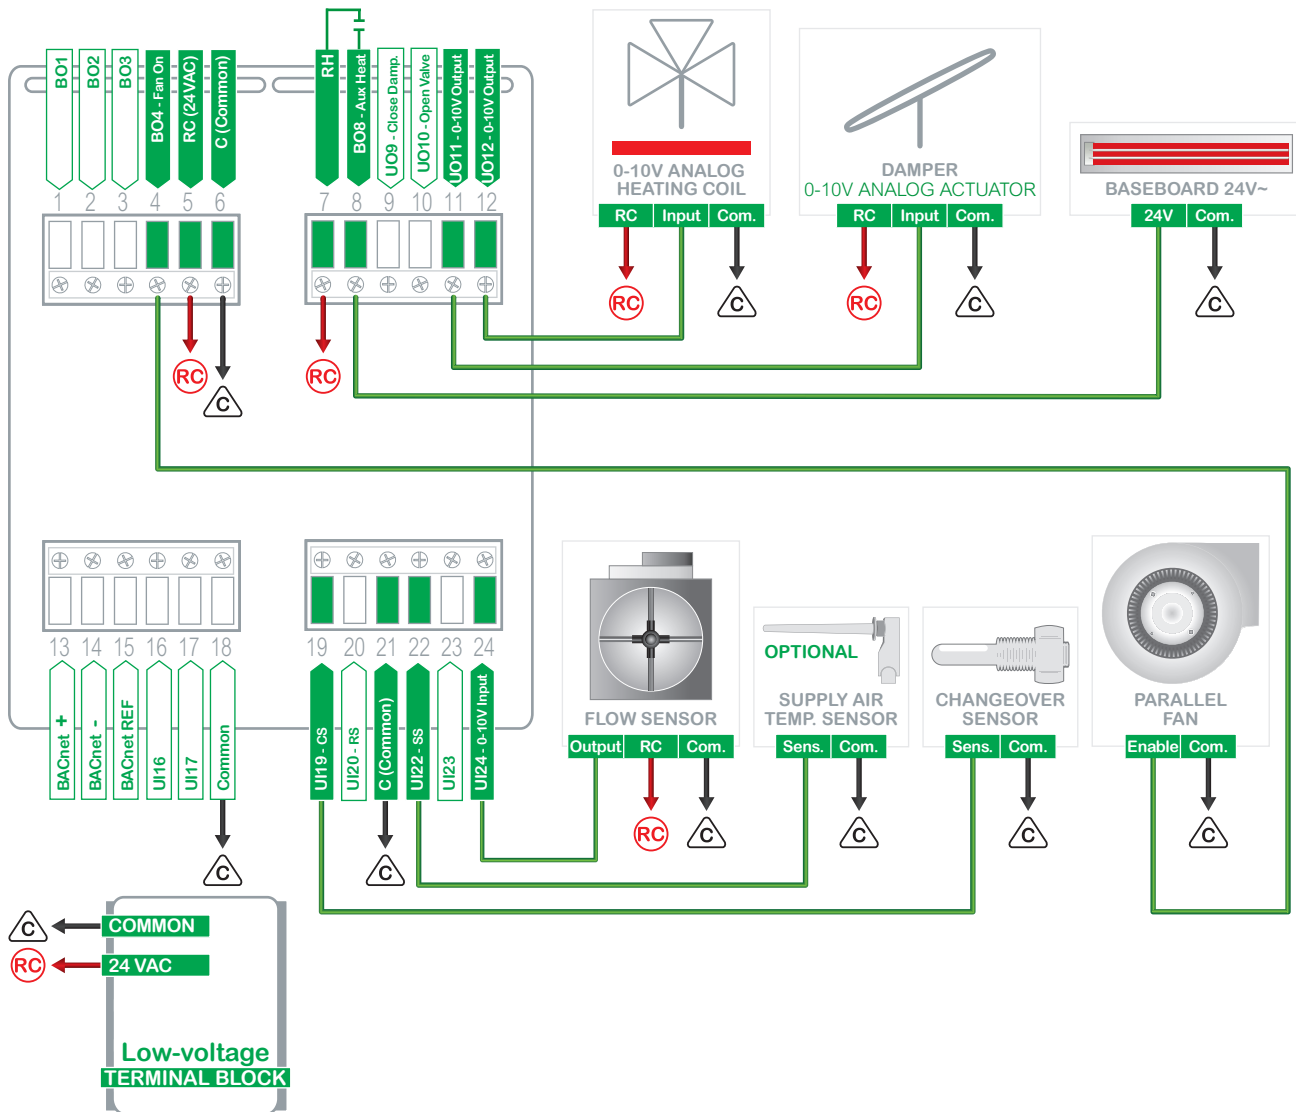 BO1
BO2
BO3
BO4 - Fan On
RC (24VAC)
C (Common)
RH
BO8 - Aux Heat
UO9 - Close Damp.
UO10 - Open Valve
UO11 - 0-10V Output
UO12 - 0-10V Output
1 2 3 4 5 6
7 8 9 10 11 12
0-10V ANALOG
HEATING COIL
RC Input Com.
RC
C
DAMPER
0-10V ANALOG ACTUATOR
RC Input Com.
RC
C
BASEBOARD 24V~
24V Com.
C
RC
C
RC
13 14 15 16 17 18
19 20 21 22 23 24
BACnet +
BACnet -
BACnet REF
UI16
UI17
Common
UI19 - CS
UI20 - RS
C (Common)
UI22 - SS
UI23
UI24 - 0-10V Input
C
C
FLOW SENSOR
Output RC Com.
RC
C
OPTIONAL
SUPPLY AIR
TEMP. SENSOR
Sens. Com.
C
CHANGEOVER
SENSOR
Sens. Com.
C
PARALLEL
FAN
Enable Com.
C
C
COMMON
RC
24 VAC
Low-voltage
TERMINAL BLOCK